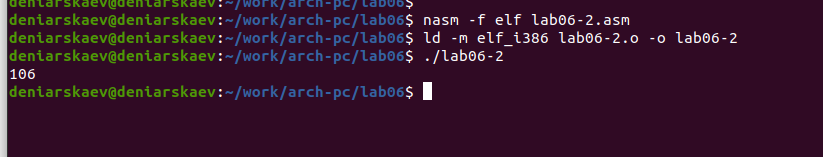 deniarskaev@deniarskaev:~/work/arch-pc/lab06$
deniarskaev@deniarskaev:~/work/arch-pc/lab06$ nasm -f elf lab06-2.asm
deniarskaev@deniarskaev:~/work/arch-pc/lab06$ ld -m elf_i386 lab06-2.o -o lab06-2
deniarskaev@deniarskaev:~/work/arch-pc/lab06$ ./lab06-2
106
deniarskaev@deniarskaev:~/work/arch-pc/lab06$